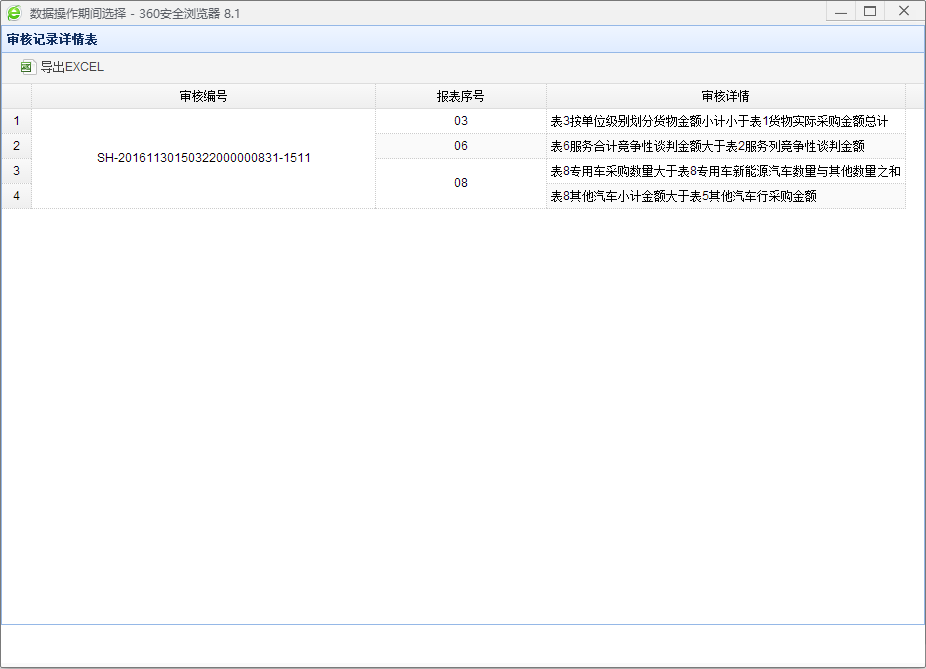 数据操作期间选择 - 360安全浏览器 8.1
审核记录详情表
导出EXCEL
审核编号 报表序号 审核详情
1 03 表3按单位级别划分货物金额小计小于表1货物实际采购金额总计
2 06 表6服务合计竞争性谈判金额大于表2服务列竞争性谈判金额
SH-20161130150322000000831-1511
3 表8专用车采购数量大于表8专用车新能源汽车数量与其他数量之和
08
4 表8其他汽车小计金额大于表5其他汽车行采购金额